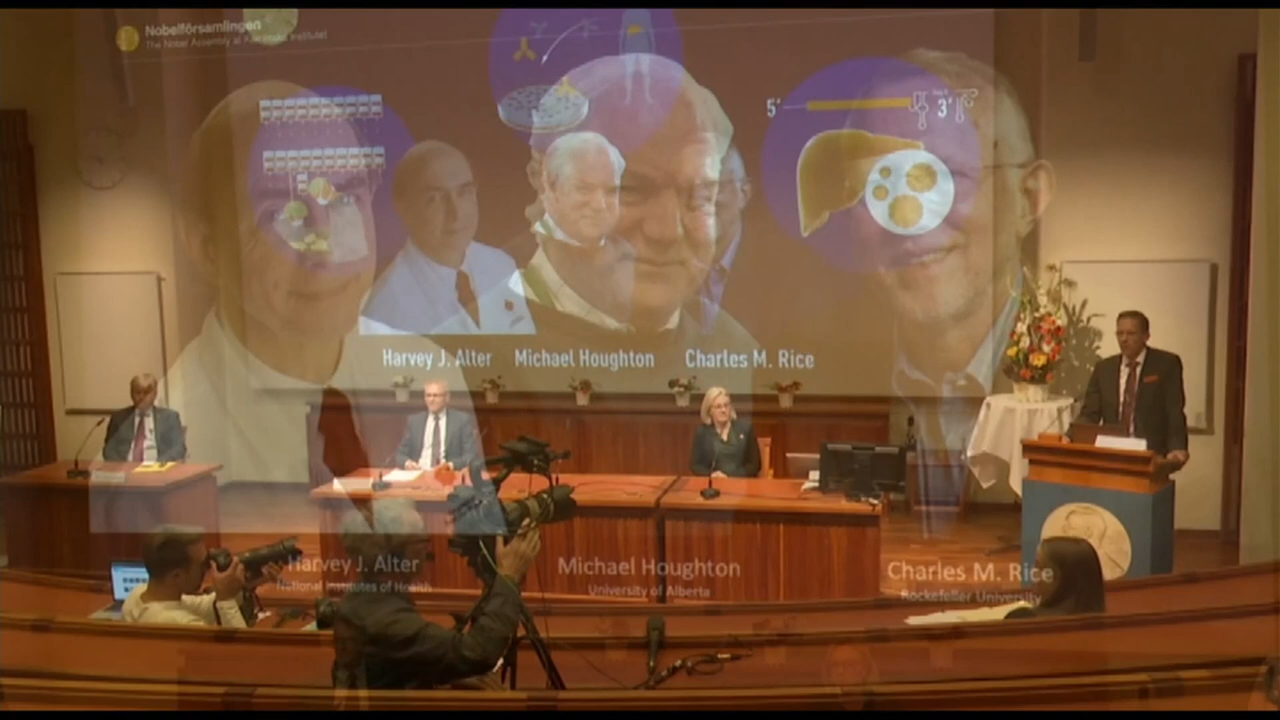 Nobelförsamlingen
The Nobel Assembly at Karolinska Institutet
5'
3'
Harvey J. Alter
Michael Houghton
Charles M. Rice
Harvey J. Alter
National Institutes of Health
Michael Houghton
University of Alberta
Charles M. Rice
Rockefeller University